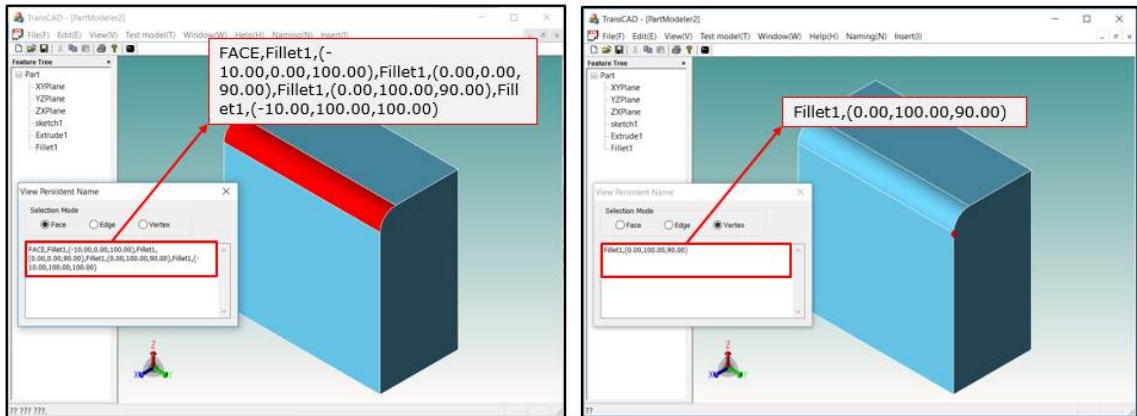 TransCAD - [PartModeler2]
File(F) Edit(E) View(V) Test model(T) Window(W) Help(H) Naming(N) Insert(I)
Feature Tree
Part
XYPlane
YZPlane
ZXPlane
sketch1
Extrude1
Fillet1
FACE,Fillet1,(-
10.00,0.00,100.00),Fillet1,(0.00,0.00,
90.00),Fillet1,(0.00,100.00,90.00),Fill
et1,(-10.00,100.00,100.00)
View Persistent Name
Selection Mode
Face Edge Vertex
FACE,Fillet1,(-10.00,0.00,100.00),Fillet1,
(0.00,0.00,90.00),Fillet1,(0.00,100.00,90.00),Fillet1,(-
10.00,100.00,100.00)
Z
X Y
?? ??? ???.
TransCAD - [PartModeler2]
File(F) Edit(E) View(V) Test model(T) Window(W) Help(H) Naming(N) Insert(I)
Feature Tree
Part
XYPlane
YZPlane
ZXPlane
sketch1
Extrude1
Fillet1
Fillet1,(0.00,100.00,90.00)
View Persistent Name
Selection Mode
Face Edge Vertex
Fillet1,(0.00,100.00,90.00)
Z
X Y
??